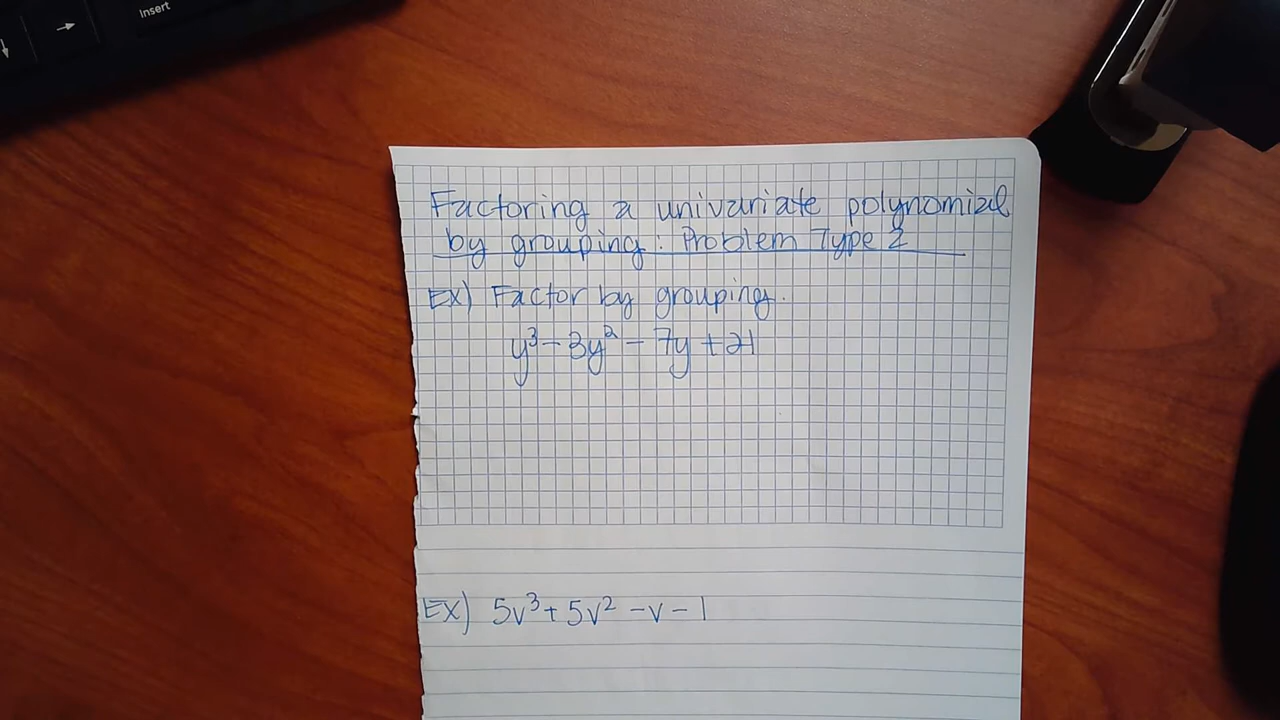 Insert
↓ →
Factoring a univariate polynomial
by grouping: Problem Type 2
EX) Factor by grouping.
y³ - 3y² - 7y + 21
EX) 5v³ + 5v² - v - 1